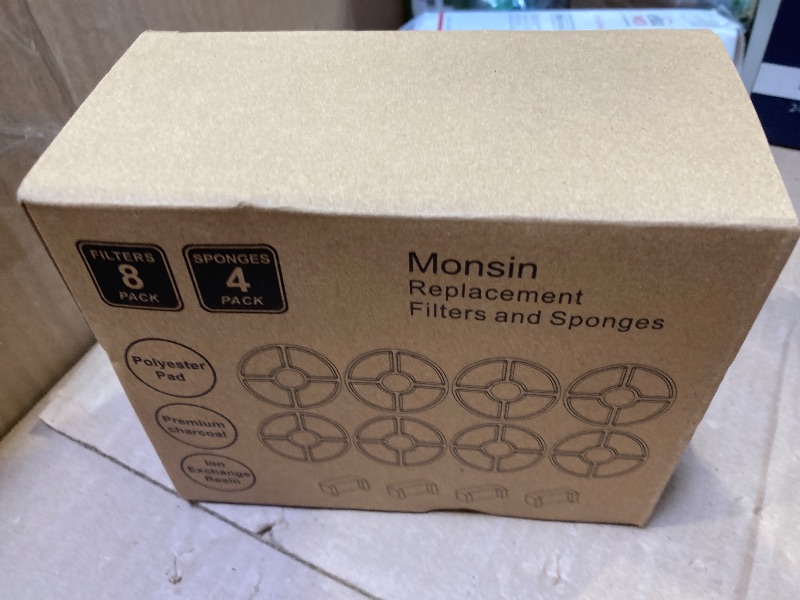 FILTERS
8
PACK
SPONGES
4
PACK
Monsin
Replacement
Filters and Sponges
Polyester
Pad
Premium
charcoal
Ion
Exchange
Resin